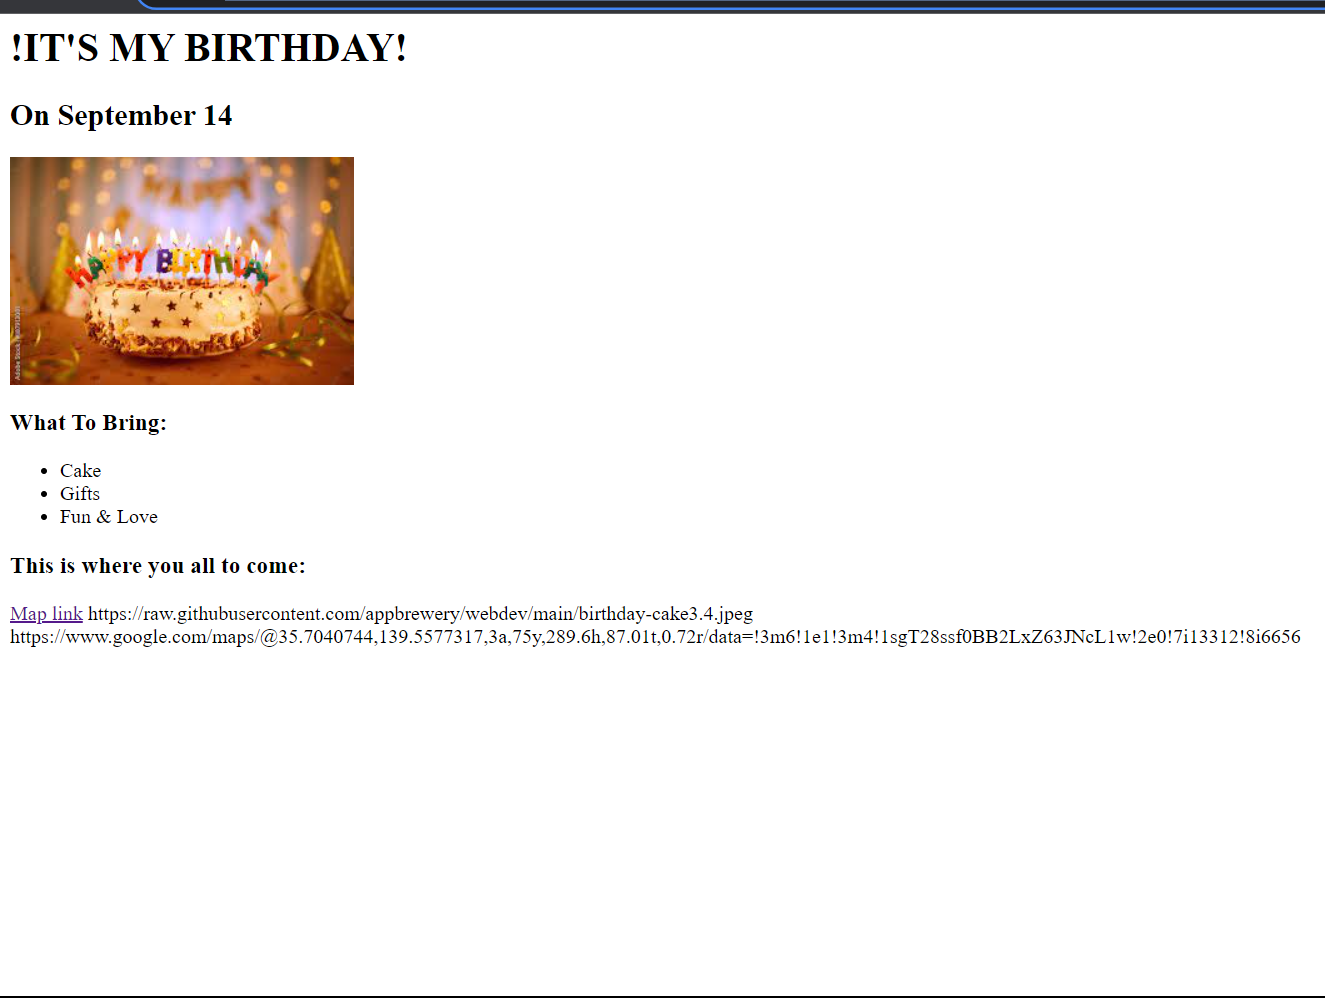 !IT'S MY BIRTHDAY!
On September 14
HAPPY BIRTHDAY
What To Bring:
Cake
Gifts
Fun & Love
This is where you all to come:
Map link https://raw.githubusercontent.com/appbrewery/webdev/main/birthday-cake3.4.jpeg
https://www.google.com/maps/@35.7040744,139.5577317,3a,75y,289.6h,87.01t,0.72r/data=!3m6!1e1!3m4!1sgT28ssf0BB2LxZ63JNcL1w!2e0!7i13312!8i6656